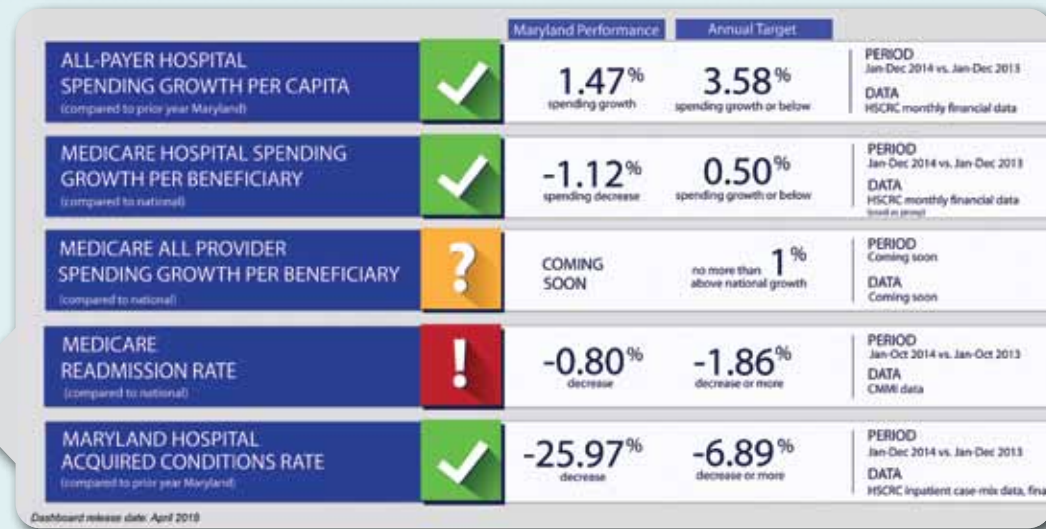 Maryland Performance Annual Target
ALL-PAYER HOSPITAL
SPENDING GROWTH PER CAPITA
(compared to prior year Maryland)
1.47%
spending growth
3.58%
spending growth or below
PERIOD
Jan-Dec 2014 vs. Jan-Dec 2013
DATA
HSCRC monthly financial data
MEDICARE HOSPITAL SPENDING
GROWTH PER BENEFICIARY
(compared to national)
-1.12%
spending decrease
0.50%
spending growth or below
PERIOD
Jan-Dec 2014 vs. Jan-Dec 2013
DATA
HSCRC monthly financial data
MEDICARE ALL PROVIDER
SPENDING GROWTH PER BENEFICIARY
(compared to national)
?
COMING
SOON
no more than 1%
above national growth
PERIOD
Coming soon
DATA
Coming soon
MEDICARE
READMISSION RATE
(compared to national)
!
-0.80%
decrease
-1.86%
decrease or more
PERIOD
Jan-Oct 2014 vs. Jan-Oct 2013
DATA
CMMI data
MARYLAND HOSPITAL
ACQUIRED CONDITIONS RATE
(compared to prior year Maryland)
-25.97%
decrease
-6.89%
decrease or more
PERIOD
Jan-Dec 2014 vs. Jan-Dec 2013
DATA
HSCRC inpatient case-mix data, fina
Dashboard release date: April 2015